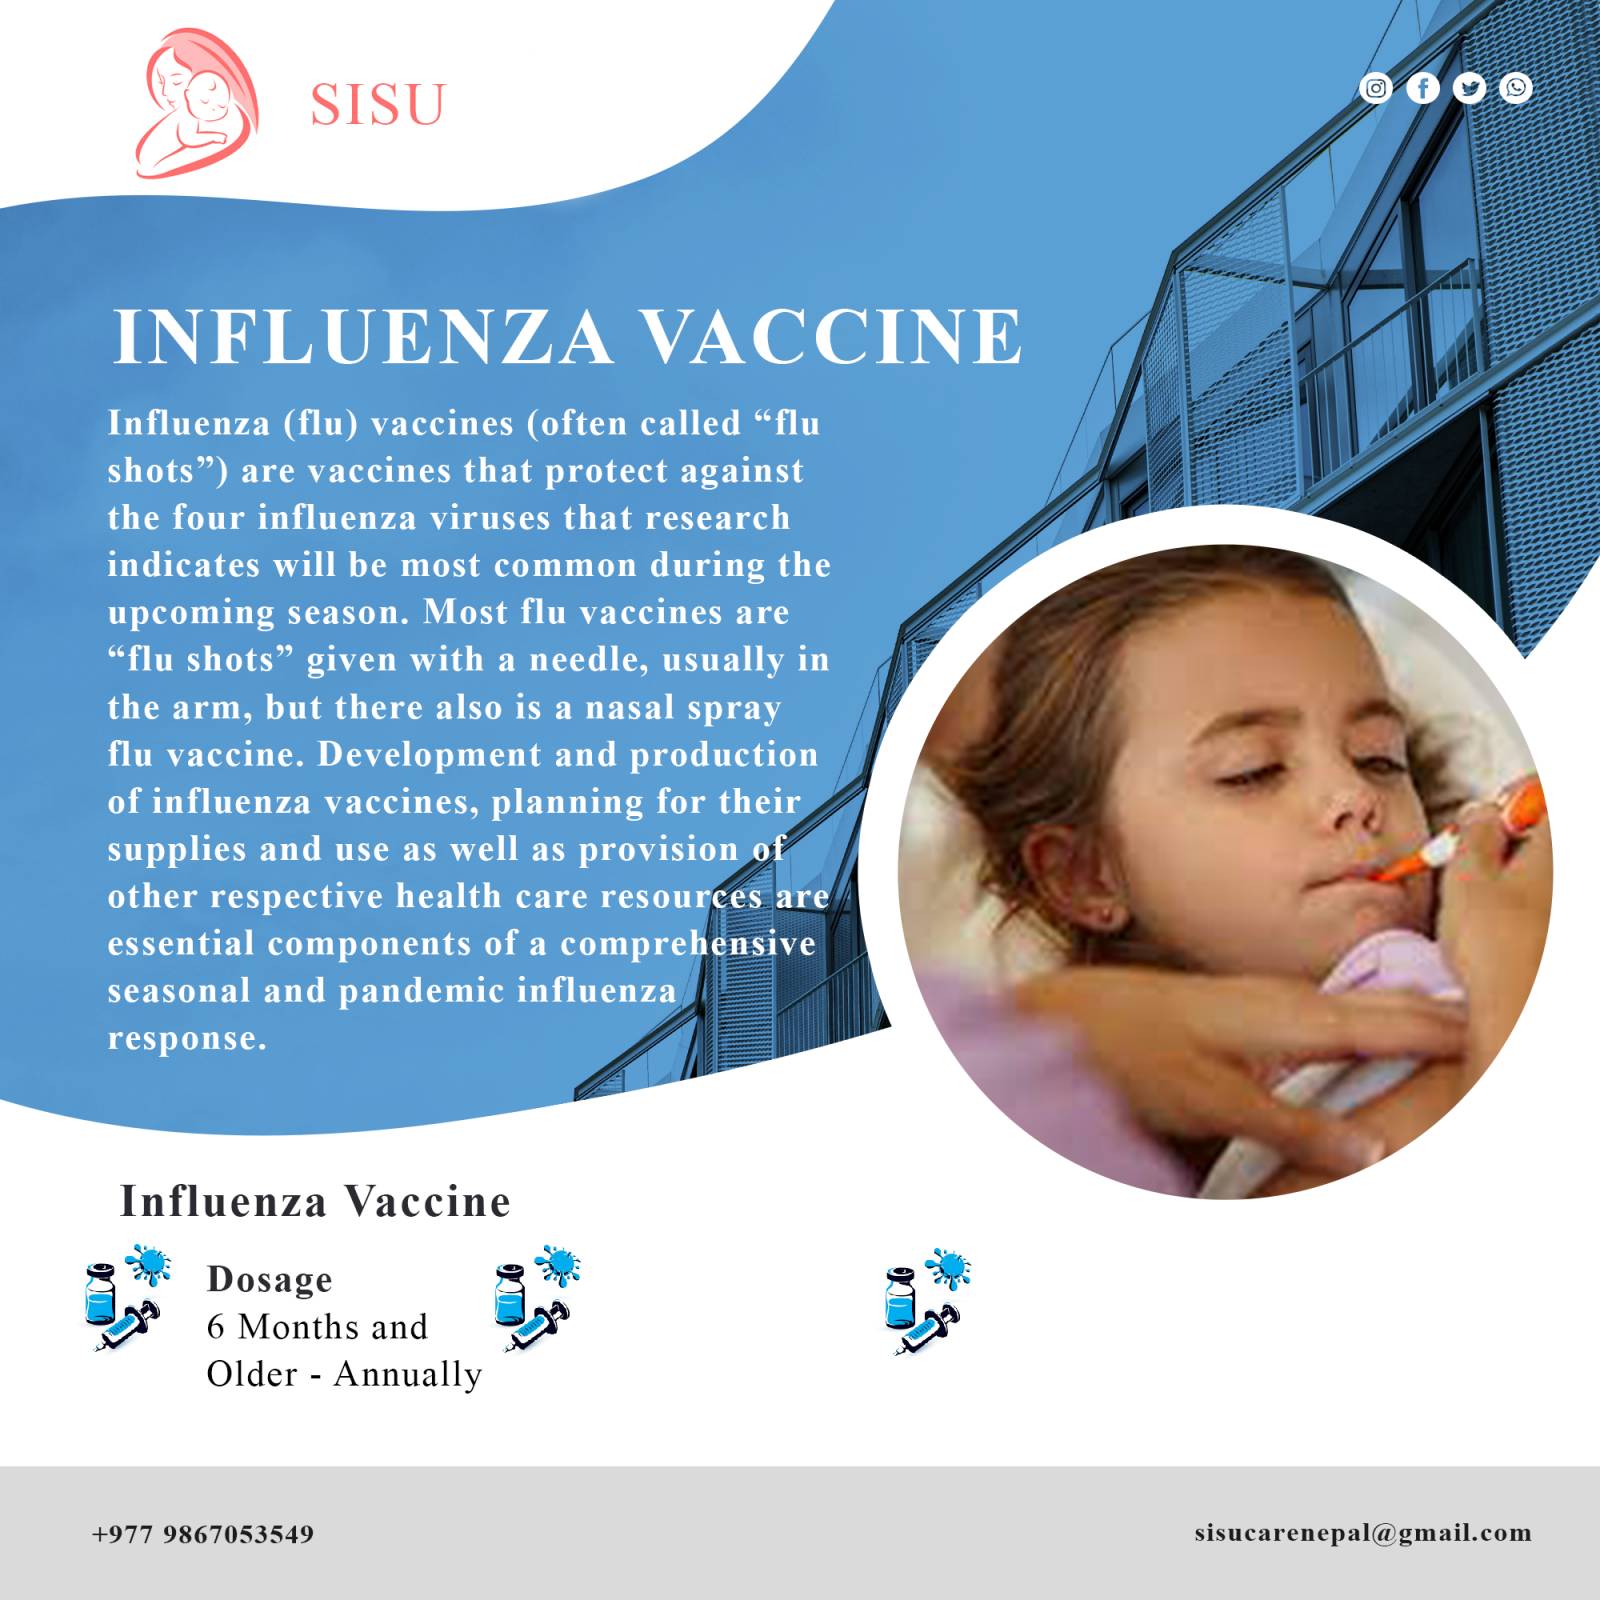 SISU
INFLUENZA VACCINE
Influenza (flu) vaccines (often called “flu
shots”) are vaccines that protect against
the four influenza viruses that research
indicates will be most common during the
upcoming season. Most flu vaccines are
“flu shots” given with a needle, usually in
the arm, but there also is a nasal spray
flu vaccine. Development and production
of influenza vaccines, planning for their
supplies and use as well as provision of
other respective health care resources are
essential components of a comprehensive
seasonal and pandemic influenza
response.
Influenza Vaccine
Dosage
6 Months and
Older - Annually
+977 9867053549
sisucarenepal@gmail.com